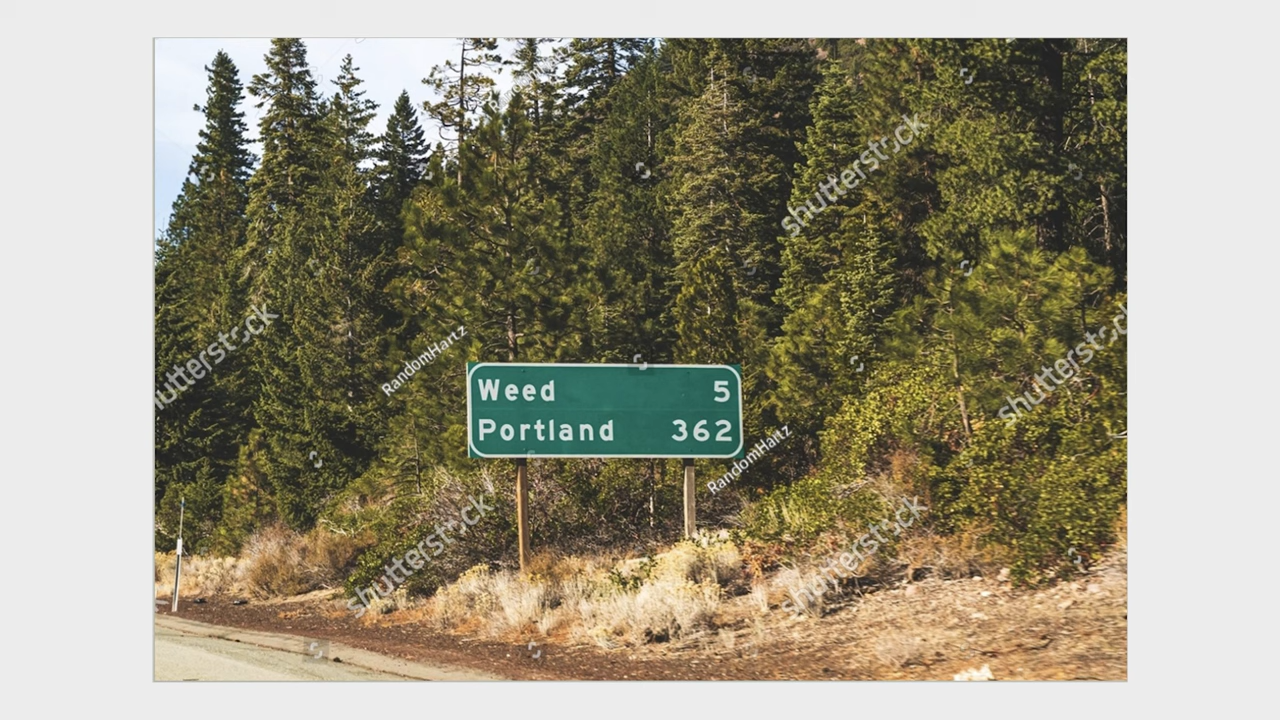 shutterstock
shutterstock
RandomHartz
shutterstock
Weed 5
Portland 362
RandomHartz
shutterstock
shutterstock